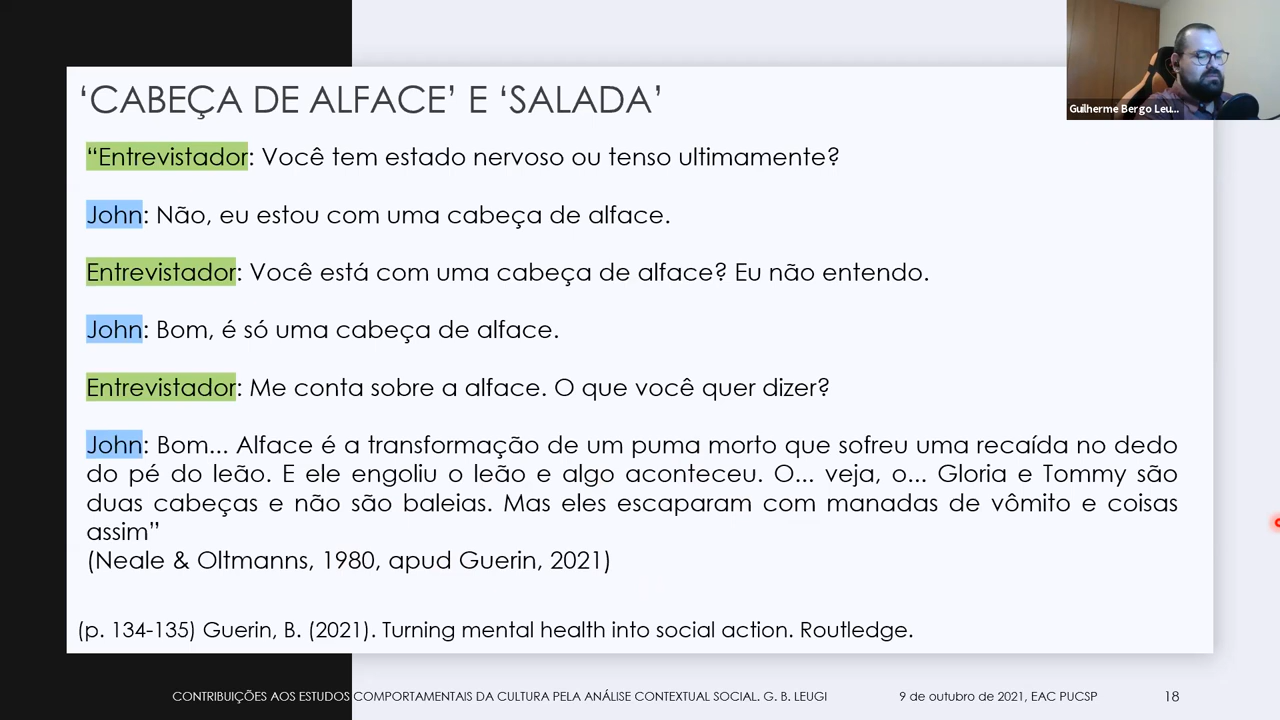 ‘CABEÇA DE ALFACE’ E ‘SALADA’
Guilherme Bergo Leu...
“Entrevistador: Você tem estado nervoso ou tenso ultimamente?
John: Não, eu estou com uma cabeça de alface.
Entrevistador: Você está com uma cabeça de alface? Eu não entendo.
John: Bom, é só uma cabeça de alface.
Entrevistador: Me conta sobre a alface. O que você quer dizer?
John: Bom... Alface é a transformação de um puma morto que sofreu uma recaída no dedo
do pé do leão. E ele engoliu o leão e algo aconteceu. O... veja, o... Gloria e Tommy são
duas cabeças e não são baleias. Mas eles escaparam com manadas de vômito e coisas
assim”
(Neale & Oltmanns, 1980, apud Guerin, 2021)
(p. 134-135) Guerin, B. (2021). Turning mental health into social action. Routledge.
CONTRIBUIÇÕES AOS ESTUDOS COMPORTAMENTAIS DA CULTURA PELA ANÁLISE CONTEXTUAL SOCIAL. G. B. LEUGI 9 de outubro de 2021, EAC PUCSP 18